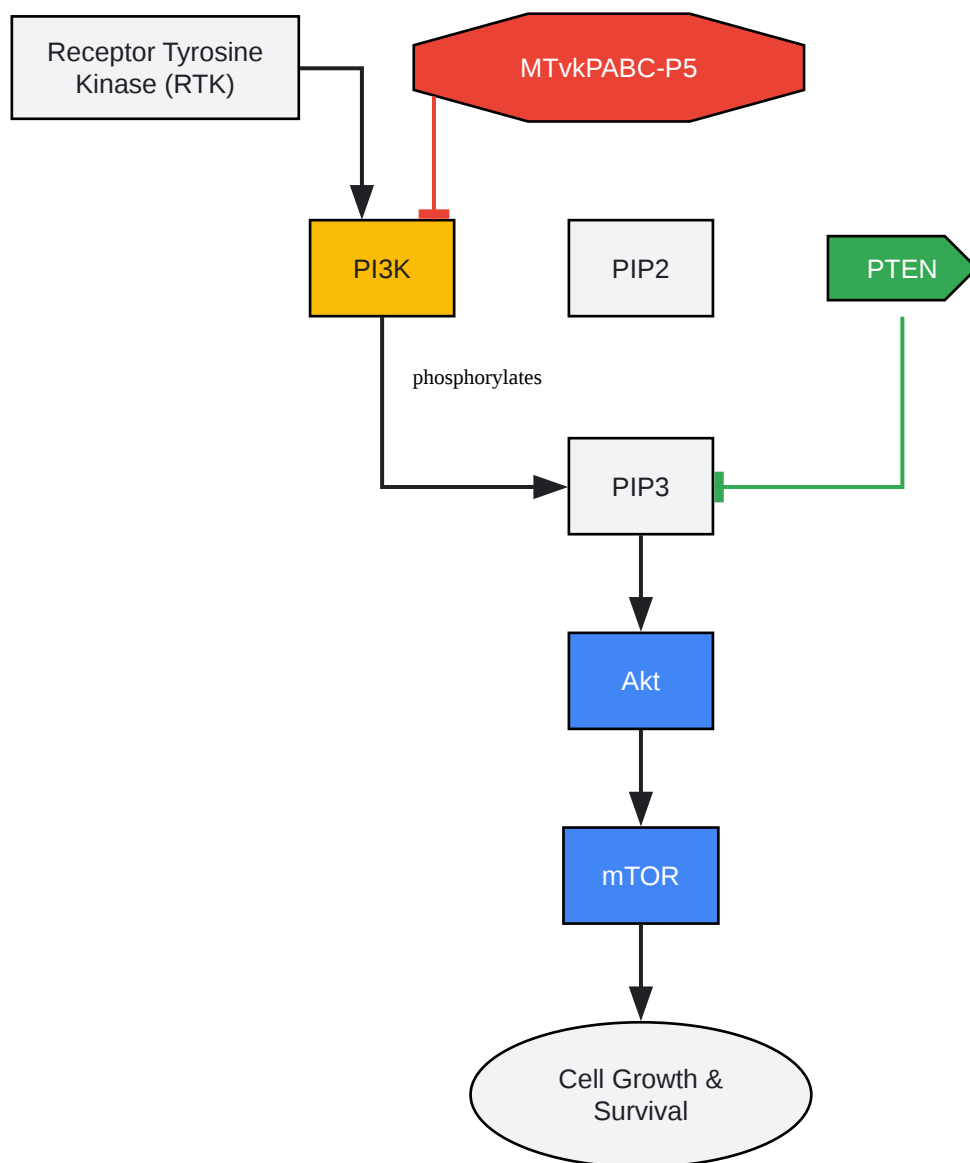 Receptor Tyrosine
Kinase (RTK)
MTvkPABC-P5
PI3K
PIP2
PTEN
phosphorylates
PIP3
Akt
mTOR
Cell Growth &
Survival